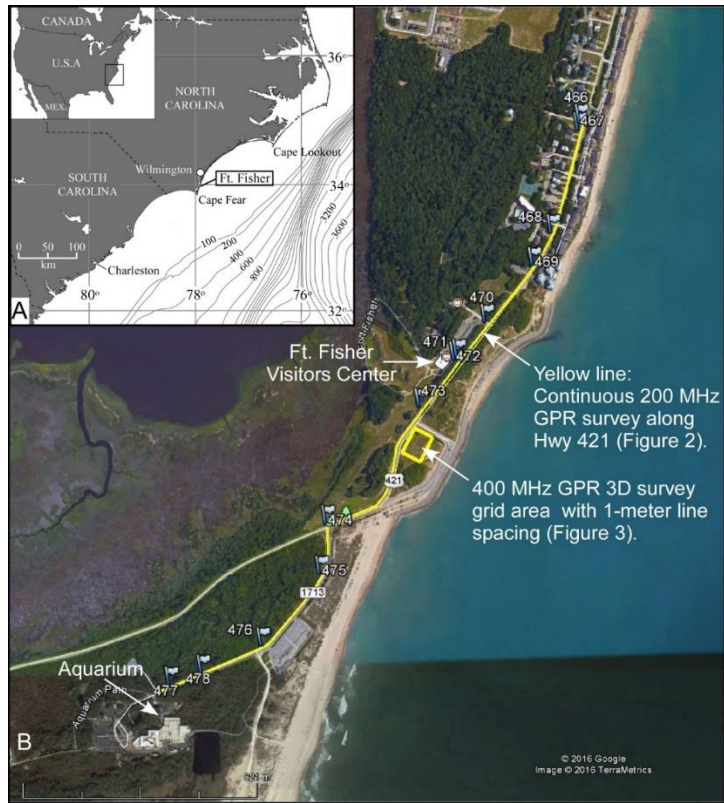 CANADA
U.S.A
MEX.
NORTH
CAROLINA
36°
Cape Lookout
Wilmington
Ft. Fisher
SOUTH
CAROLINA
34°
Cape Fear
0 50 100
km
100
200
400
600
800
3200
3600
Charleston
80°
78°
76°
32°
A
466
467
468
469
470
471
472
473
Ft. Fisher
Visitors Center
Yellow line:
Continuous 200 MHz
GPR survey along
Hwy 421 (Figure 2).
421
400 MHz GPR 3D survey
grid area with 1-meter line
spacing (Figure 3).
474
475
1713
476
Aquarium
477
478
Aquarium Path
B
621 m
© 2016 Google
Image © 2016 TerraMetrics